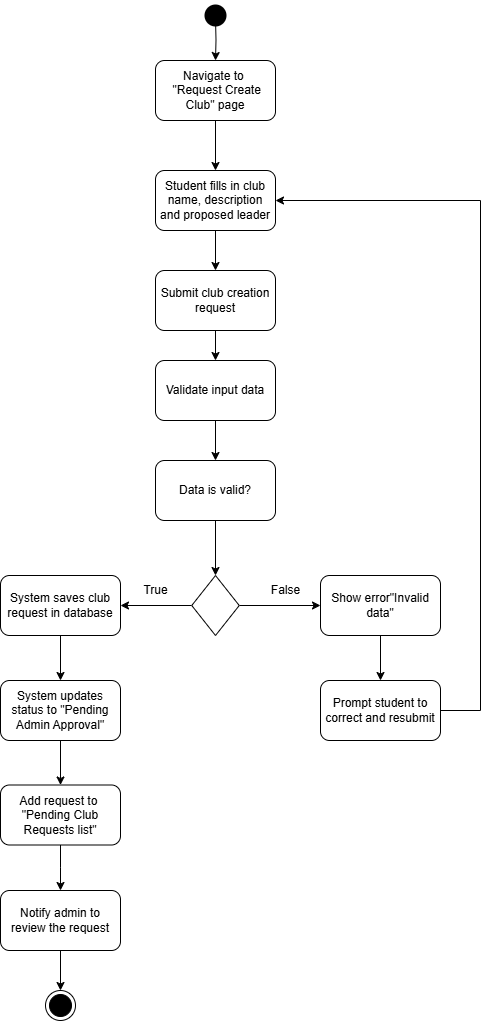 Navigate to
"Request Create
Club" page
Student fills in club
name, description
and proposed leader
Submit club creation
request
Validate input data
Data is valid?
True
False
System saves club
request in database
Show error"Invalid
data"
System updates
status to "Pending
Admin Approval"
Prompt student to
correct and resubmit
Add request to
"Pending Club
Requests list"
Notify admin to
review the request